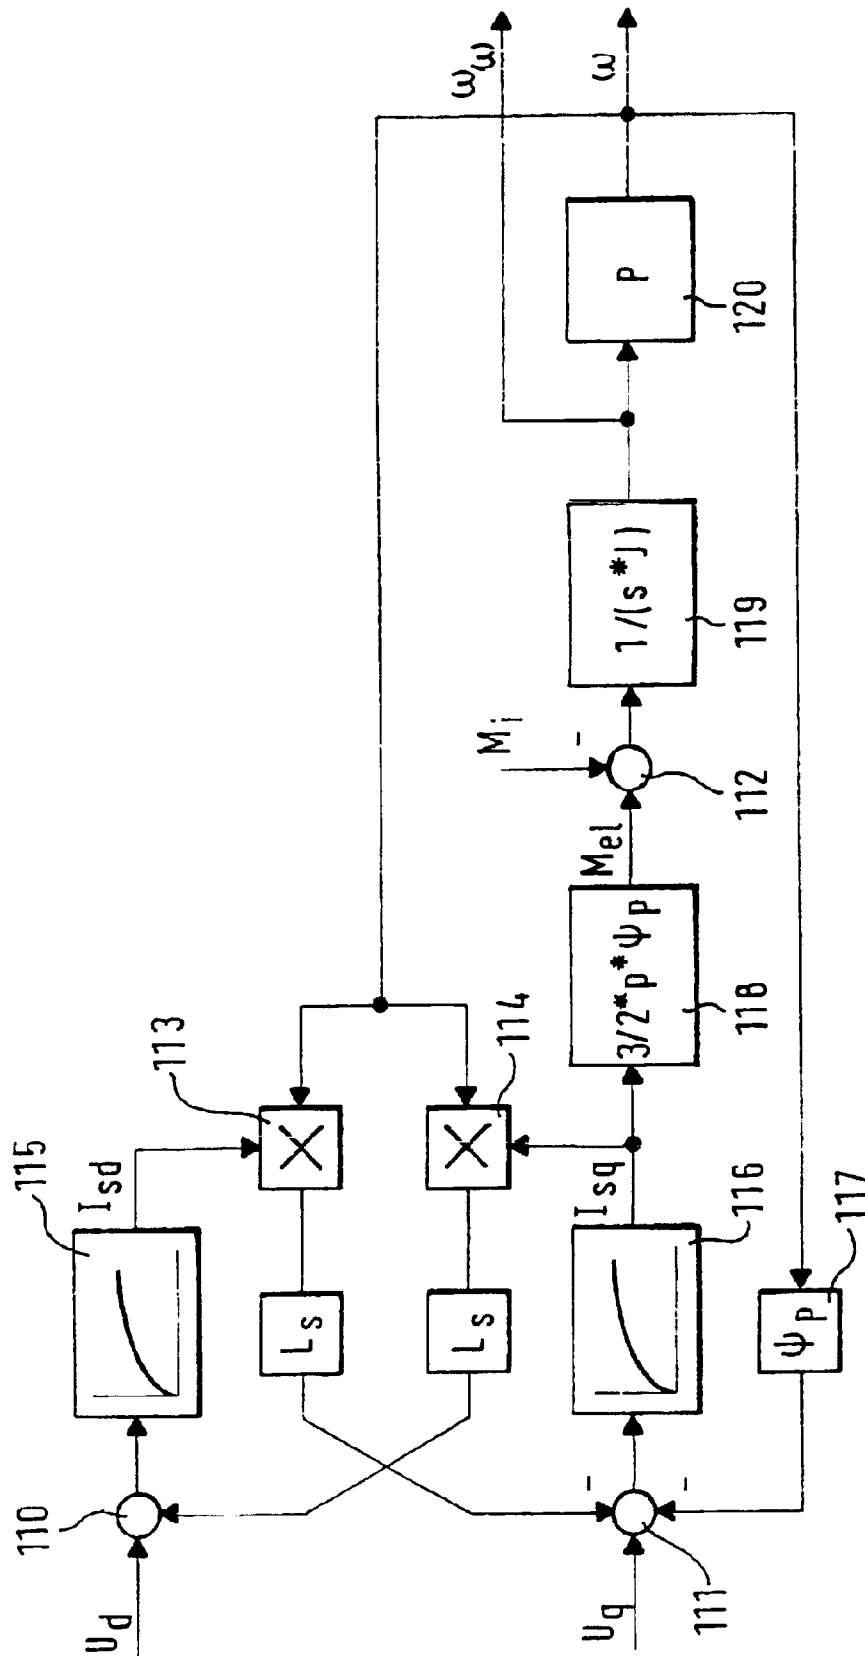 U_d
110
115
I_sd
113
L_s
L_s
114
U_q
111
−
−
I_sq
116
ψ_p
117
3/2*p*ψ_p
118
M_el
M_i
−
112
1/(s*J)
119
P
120
ω_ω
ω